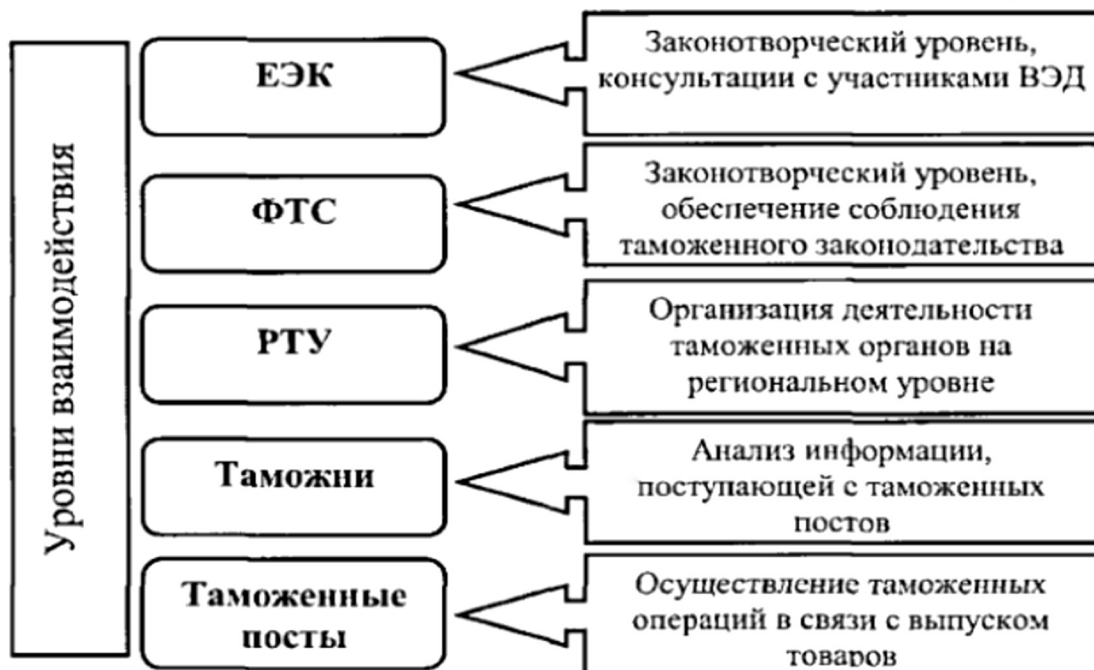 Уровни взаимодействия
ЕЭК
Законотворческий уровень,
консультации с участниками ВЭД
ФТС
Законотворческий уровень,
обеспечение соблюдения
таможенного законодательства
РТУ
Организация деятельности
таможенных органов на
региональном уровне
Таможни
Анализ информации,
поступающей с таможенных
постов
Таможенные
посты
Осуществление таможенных
операций в связи с выпуском
товаров